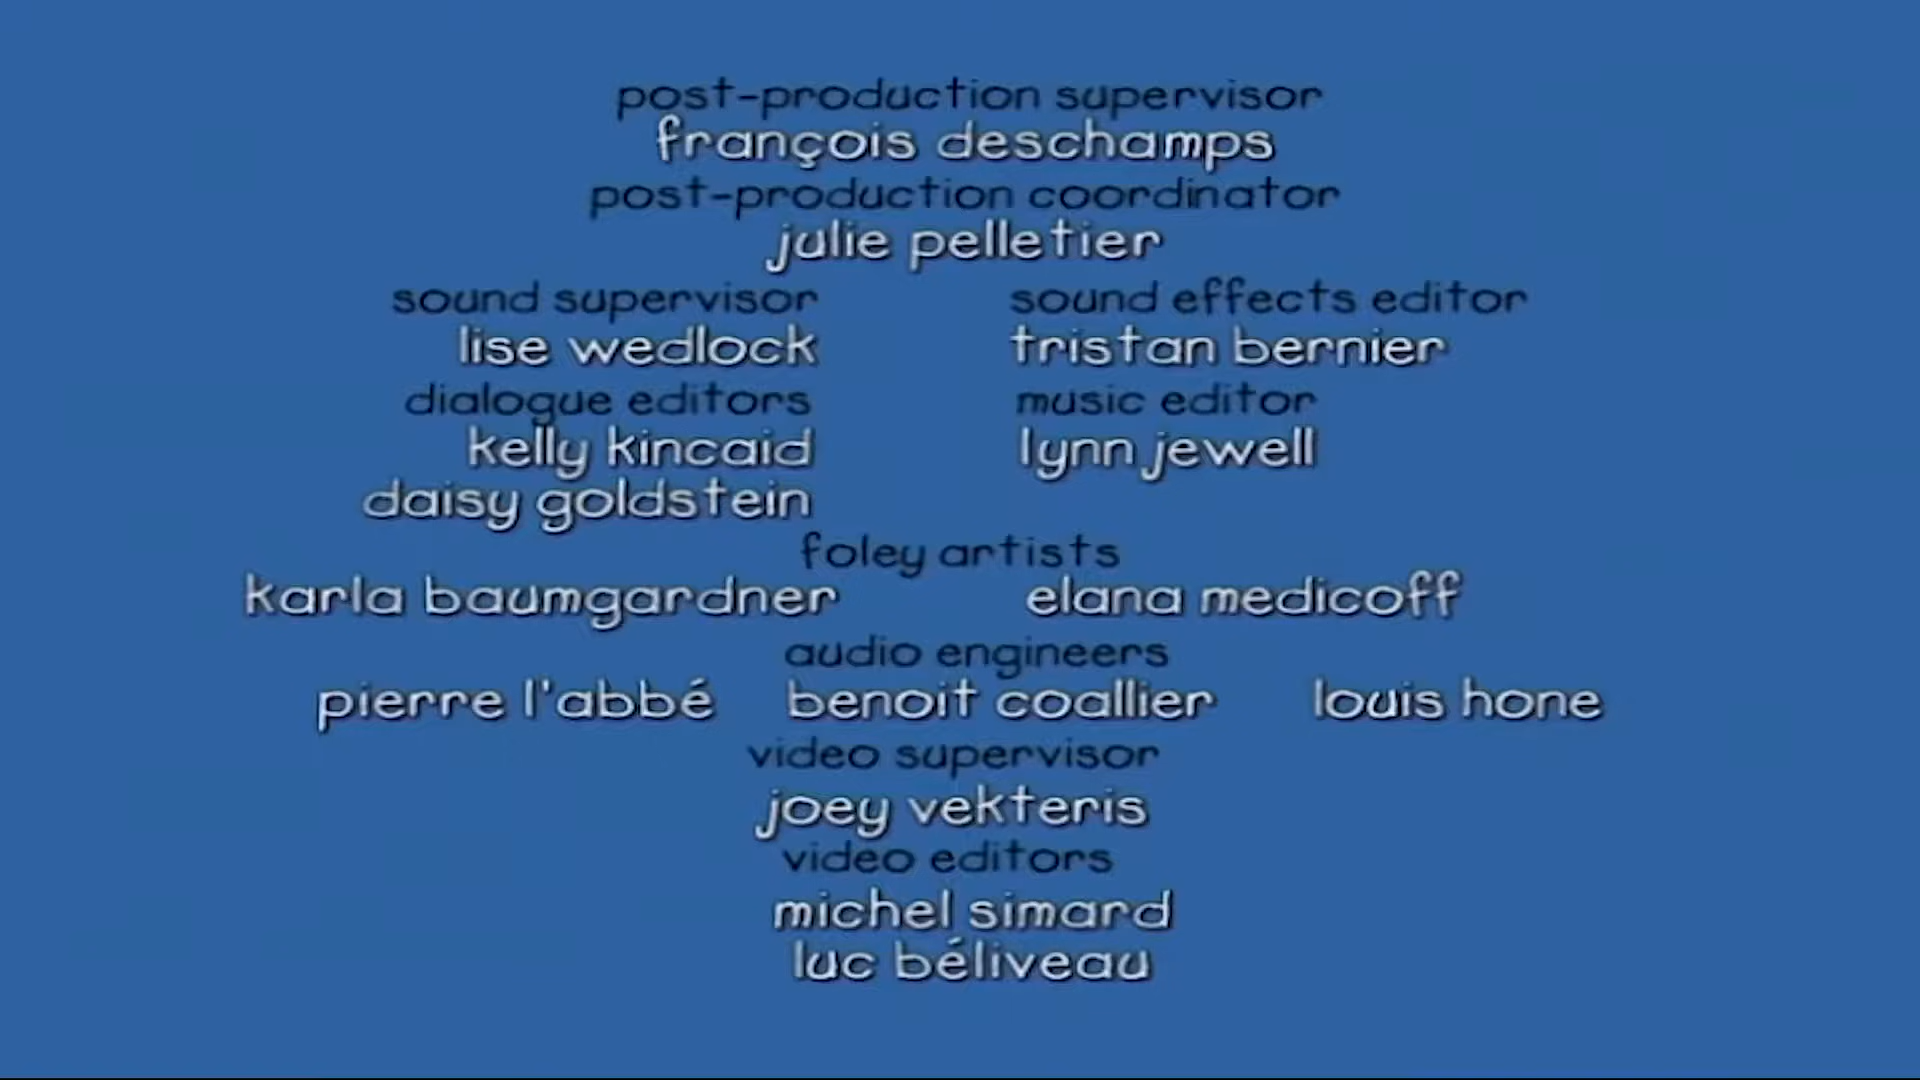 post-production supervisor
françois deschamps
post-production coordinator
julie pelletier
sound supervisor sound effects editor
lise wedlock tristan bernier
dialogue editors music editor
kelly kincaid lynn jewell
daisy goldstein
foley artists
karla baumgardner elana medicoff
audio engineers
pierre l'abbé benoit coallier louis hone
video supervisor
joey vekteris
video editors
michel simard
luc béliveau